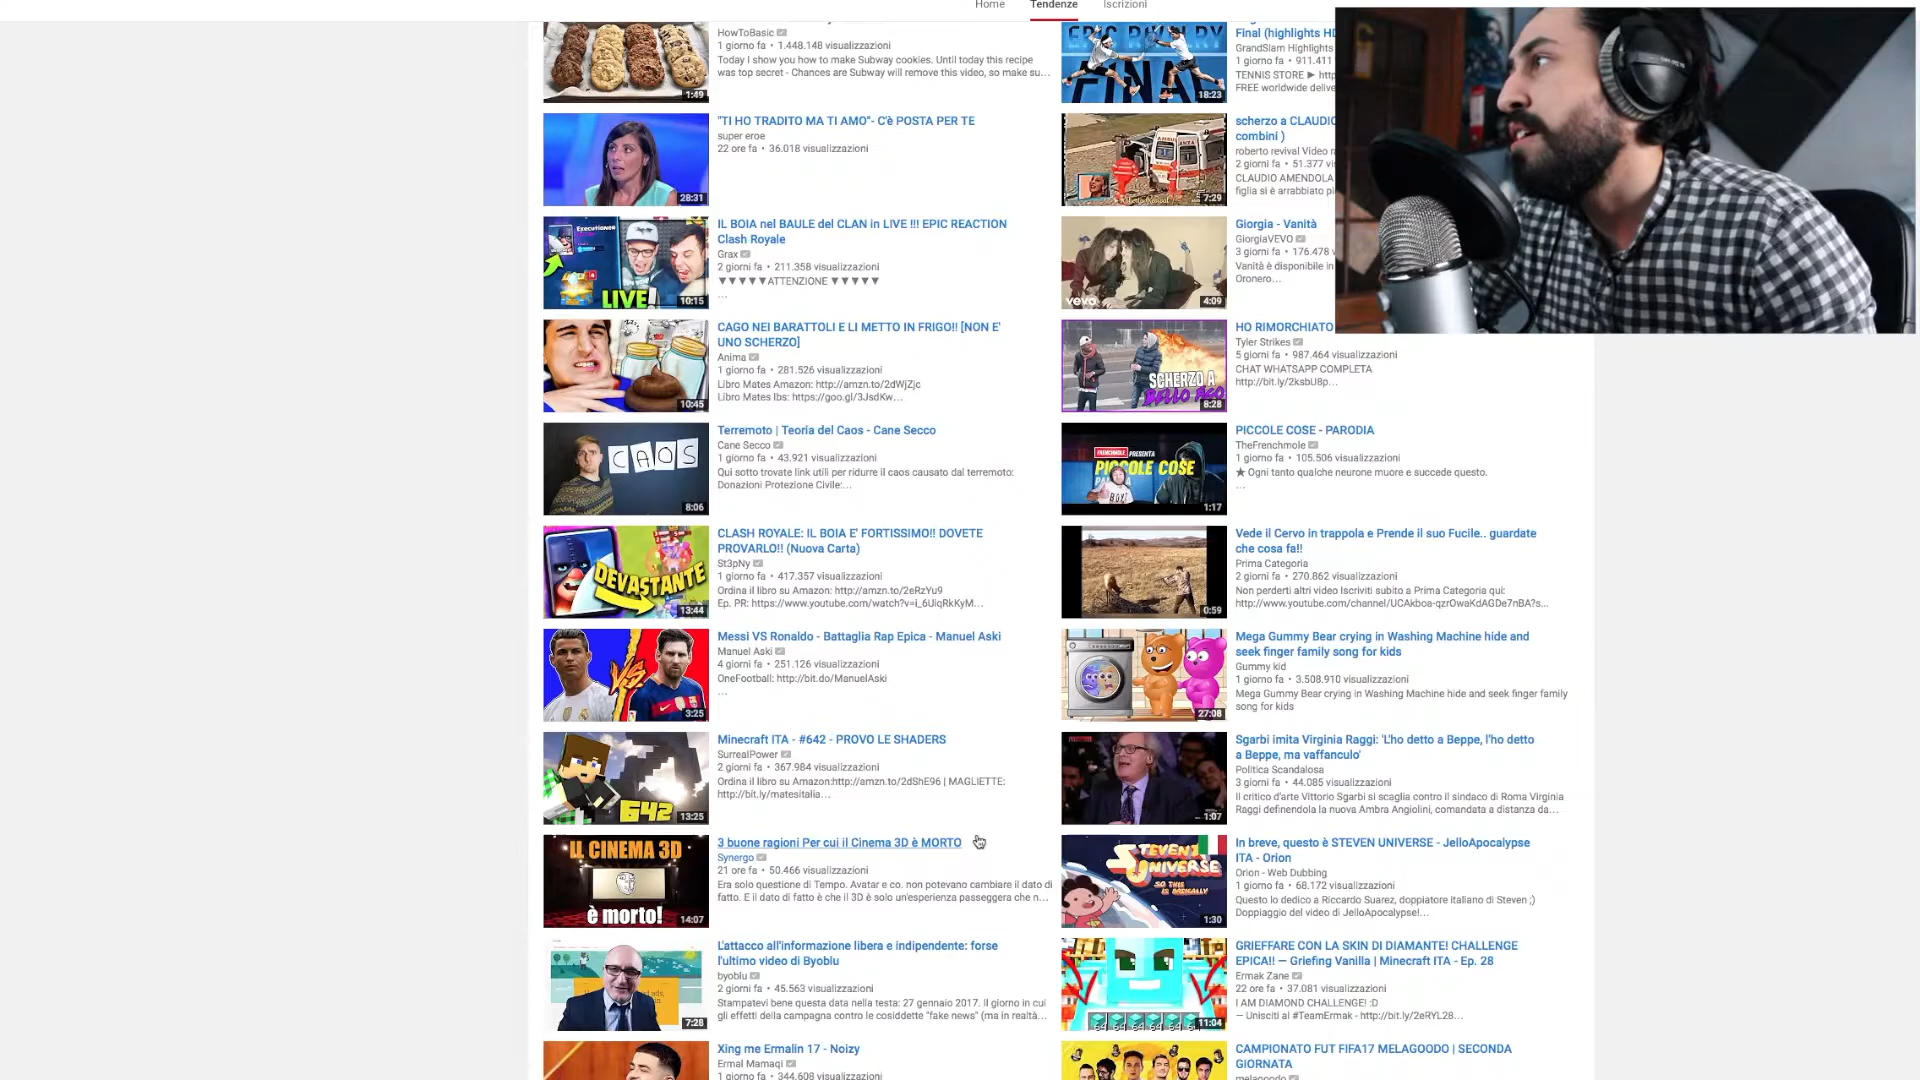 Home
Tendenze
Iscrizioni
HowToBasic
1 giorno fa • 1.448.148 visualizzazioni
Today I show you how to make Subway cookies. Until today this recipe
was top secret - Chances are Subway will remove this video, so make su...
1:49
"TI HO TRADITO MA TI AMO"- C'è POSTA PER TE
super eroe
22 ore fa • 36.018 visualizzazioni
28:31
IL BOIA nel BAULE del CLAN in LIVE !!! EPIC REACTION
Clash Royale
Grax
2 giorni fa • 211.358 visualizzazioni
▼▼▼▼▼ATTENZIONE ▼▼▼▼▼
...
Executioner
LIVE!
10:15
CAGO NEI BARATTOLI E LI METTO IN FRIGO!! [NON E'
UNO SCHERZO]
Anima
1 giorno fa • 281.526 visualizzazioni
Libro Mates Amazon: http://amzn.to/2dWjZjc
Libro Mates Ibs: https://goo.gl/3JsdKw...
10:45
Terremoto | Teoria del Caos - Cane Secco
Cane Secco
1 giorno fa • 43.921 visualizzazioni
Qui sotto trovate link utili per ridurre il caos causato dal terremoto:
Donazioni Protezione Civile:...
CAOS
8:06
CLASH ROYALE: IL BOIA E' FORTISSIMO!! DOVETE
PROVARLO!! (Nuova Carta)
St3pNy
1 giorno fa • 417.357 visualizzazioni
Ordina il libro su Amazon: http://amzn.to/2eRzYu9
Ep. PR: https://www.youtube.com/watch?v=i_6UiqRkKyM...
DEVASTANTE
13:44
Messi VS Ronaldo - Battaglia Rap Epica - Manuel Aski
Manuel Aski
4 giorni fa • 251.126 visualizzazioni
OneFootball: http://bit.do/ManuelAski
...
VS
3:25
Minecraft ITA - #642 - PROVO LE SHADERS
SurrealPower
2 giorni fa • 367.984 visualizzazioni
Ordina il libro su Amazon:http://amzn.to/2dShE96 | MAGLIETTE:
http://bit.ly/matesitalia...
642
13:25
3 buone ragioni Per cui il Cinema 3D è MORTO
Synergo
21 ore fa • 50.466 visualizzazioni
Era solo questione di Tempo. Avatar e co. non potevano cambiare il dato di
fatto. E il dato di fatto è che il 3D è solo un'esperienza passeggera che n...
IL CINEMA 3D
è morto!
14:07
L'attacco all'informazione libera e indipendente: forse
l'ultimo video di Byoblu
byoblu
2 giorni fa • 45.563 visualizzazioni
Stampatevi bene questa data nella testa: 27 gennaio 2017. Il giorno in cui
gli effetti della campagna contro le cosiddette "fake news" (ma in realtà...
7:28
Xing me Ermalin 17 - Noizy
Ermal Mamaqi
1 giorno fa • 344.608 visualizzazioni
EPIC RIVALRY
FINAL
18:23
Final (highlights HD
GrandSlam Highlights
1 giorno fa • 911.411
TENNIS STORE ► http
FREE worldwide delive
scherzo a CLAUDIO
combini )
roberto revival Video
2 giorni fa • 51.377 vi
CLAUDIO AMENDOLA
figlia si è arrabbiato pi
7:29
Giorgia - Vanità
GiorgiaVEVO
3 giorni fa • 176.478 v
Vanità è disponibile in
Oronero...
vevo
4:09
HO RIMORCHIATO
Tyler Strikes
5 giorni fa • 987.464 visualizzazioni
CHAT WHATSAPP COMPLETA
http://bit.ly/2ksbU8p...
SCHERZO A
BELLO FIGO
8:28
PICCOLE COSE - PARODIA
TheFrenchmole
1 giorno fa • 105.506 visualizzazioni
★ Ogni tanto qualche neurone muore e succede questo.
...
FRENCHMOLE PRESENTA
PICCOLE COSE
1:17
Vede il Cervo in trappola e Prende il suo Fucile.. guardate
che cosa fa!!
Prima Categoria
2 giorni fa • 270.862 visualizzazioni
Non perderti altri video Iscriviti subito a Prima Categoria qui:
http://www.youtube.com/channel/UCAkboa-qzrOwaKdAGDe7nBA?s...
0:59
Mega Gummy Bear crying in Washing Machine hide and
seek finger family song for kids
Gummy kid
1 giorno fa • 3.508.910 visualizzazioni
Mega Gummy Bear crying in Washing Machine hide and seek finger family
song for kids
27:08
Sgarbi imita Virginia Raggi: 'L'ho detto a Beppe, l'ho detto
a Beppe, ma vaffanculo'
Politica Scandalosa
3 giorni fa • 44.085 visualizzazioni
Il critico d'arte Vittorio Sgarbi si scaglia contro il sindaco di Roma Virginia
Raggi definendola la nuova Ambra Angiolini, comandata a distanza da...
1:07
In breve, questo è STEVEN UNIVERSE - JelloApocalypse
ITA - Orion
Orion - Web Dubbing
1 giorno fa • 68.172 visualizzazioni
Questo lo dedico a Riccardo Suarez, doppiatore italiano di Steven ;)
Doppiaggio del video di JelloApocalypse!...
STEVEN
UNIVERSE
SO THIS
IS BASICALLY
1:30
GRIEFFARE CON LA SKIN DI DIAMANTE! CHALLENGE
EPICA!! — Griefing Vanilla | Minecraft ITA - Ep. 28
Ermak Zane
22 ore fa • 37.081 visualizzazioni
I AM DIAMOND CHALLENGE! :D
— Unisciti al #TeamErmak - http://bit.ly/2eRYL28...
64 64 64 64 64 64
11:04
CAMPIONATO FUT FIFA17 MELAGOODO | SECONDA
GIORNATA
melagoodo